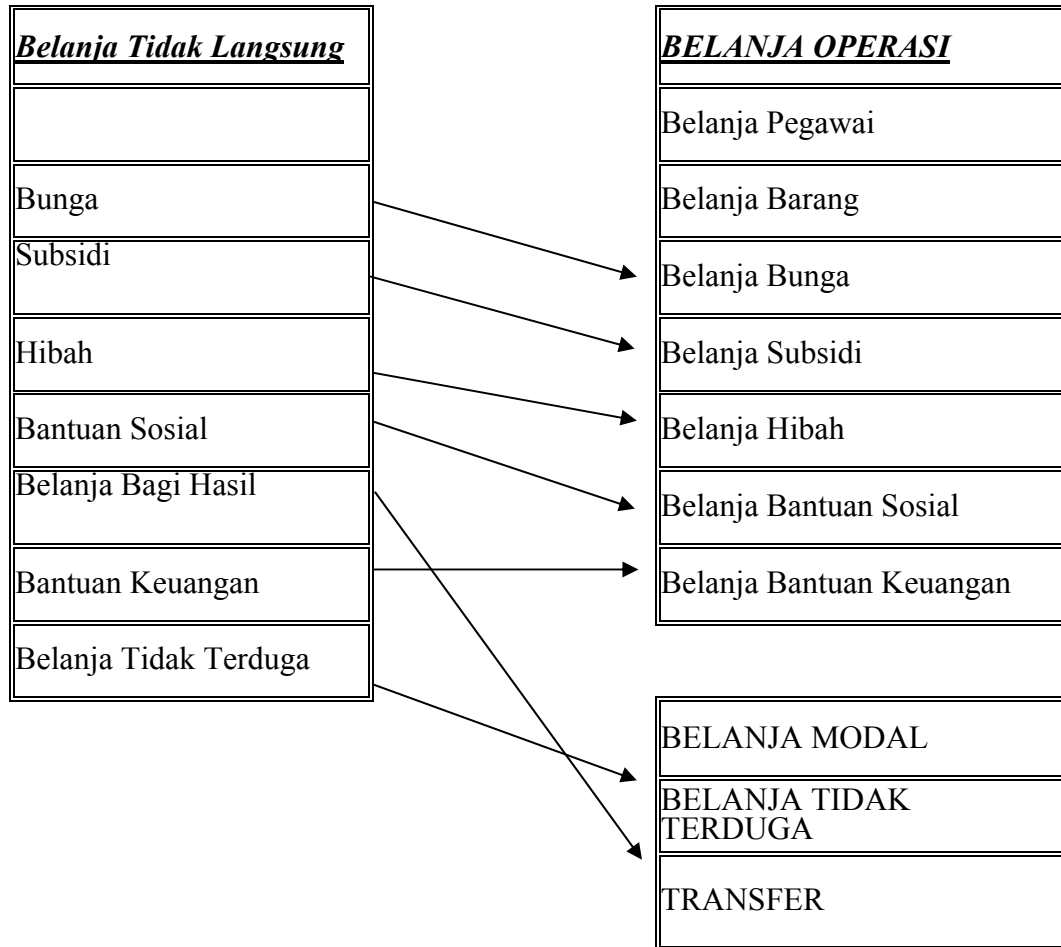 Belanja Tidak Langsung
Bunga
Subsidi
Hibah
Bantuan Sosial
Belanja Bagi Hasil
Bantuan Keuangan
Belanja Tidak Terduga
BELANJA OPERASI
Belanja Pegawai
Belanja Barang
Belanja Bunga
Belanja Subsidi
Belanja Hibah
Belanja Bantuan Sosial
Belanja Bantuan Keuangan
BELANJA MODAL
BELANJA TIDAK
TERDUGA
TRANSFER